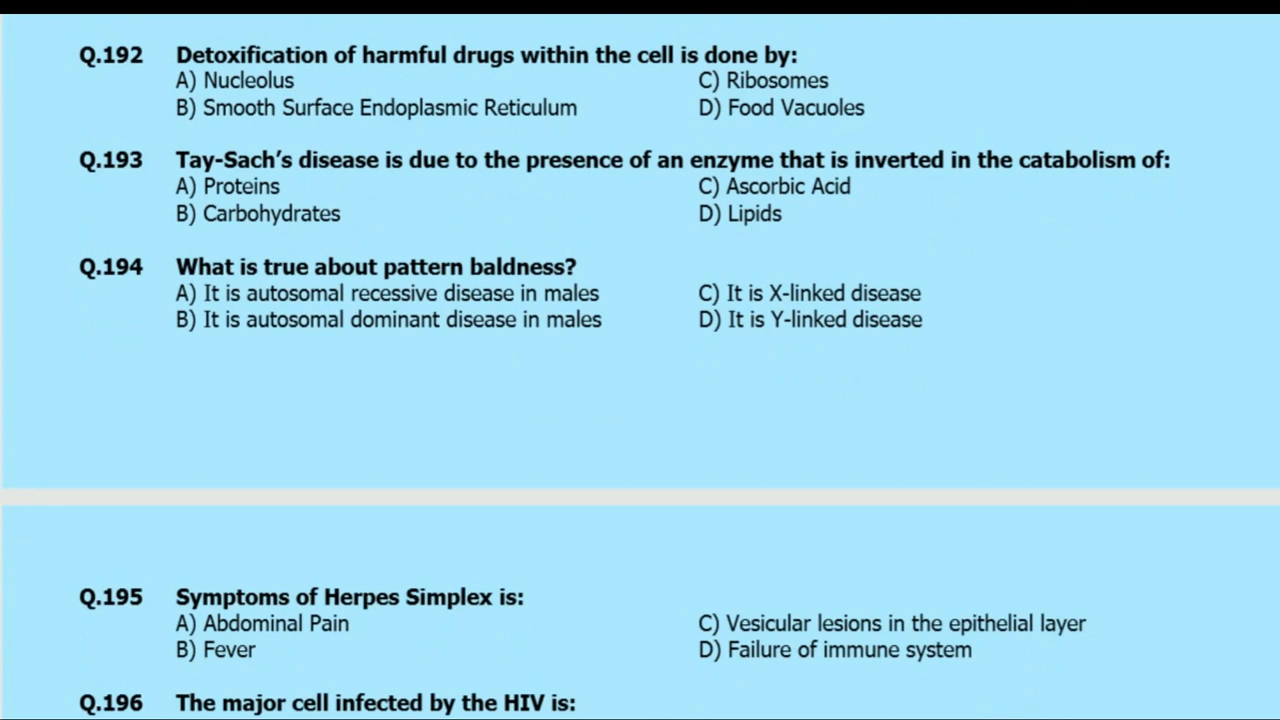 Q.192 Detoxification of harmful drugs within the cell is done by:
A) Nucleolus C) Ribosomes
B) Smooth Surface Endoplasmic Reticulum D) Food Vacuoles
Q.193 Tay-Sach's disease is due to the presence of an enzyme that is inverted in the catabolism of:
A) Proteins C) Ascorbic Acid
B) Carbohydrates D) Lipids
Q.194 What is true about pattern baldness?
A) It is autosomal recessive disease in males C) It is X-linked disease
B) It is autosomal dominant disease in males D) It is Y-linked disease
Q.195 Symptoms of Herpes Simplex is:
A) Abdominal Pain C) Vesicular lesions in the epithelial layer
B) Fever D) Failure of immune system
Q.196 The major cell infected by the HIV is: